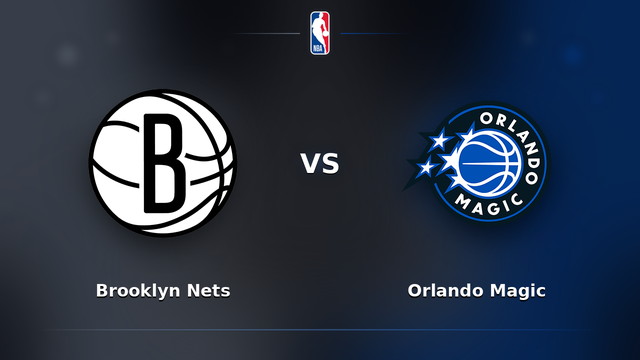 NBA
B
VS
ORLANDO
MAGIC
Brooklyn Nets
Orlando Magic